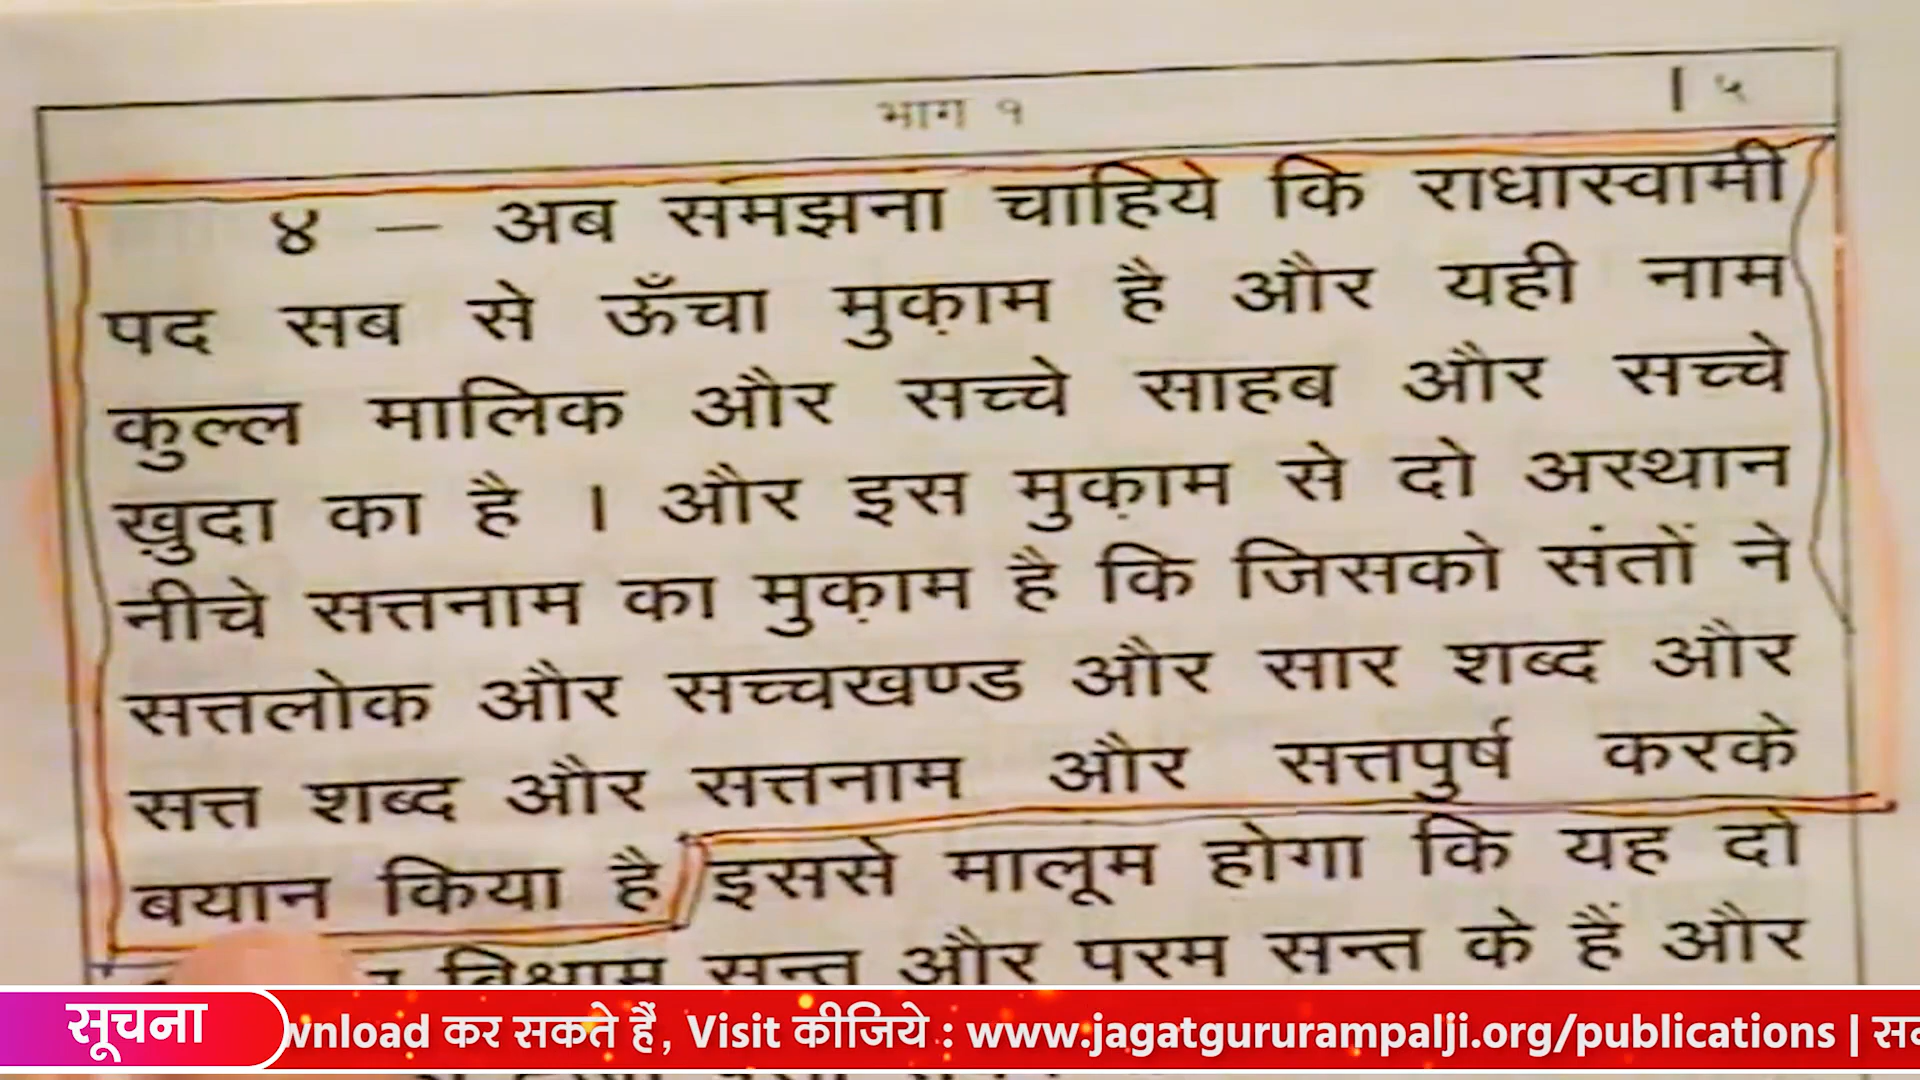 भाग १
५
४ — अब समझना चाहिये कि राधास्वामी
पद सब से ऊँचा मुक़ाम है और यही नाम
कुल्ल मालिक और सच्चे साहब और सच्चे
ख़ुदा का है । और इस मुक़ाम से दो अस्थान
नीचे सत्तनाम का मुक़ाम है कि जिसको संतों ने
सत्तलोक और सच्चखण्ड और सार शब्द और
सत्त शब्द और सत्तनाम और सत्तपुर्ष करके
बयान किया है इससे मालूम होगा कि यह दो
बिश्राम सन्त और परम सन्त के हैं और
सूचना
wnload कर सकते हैं, Visit कीजिये : www.jagatgururampalji.org/publications |